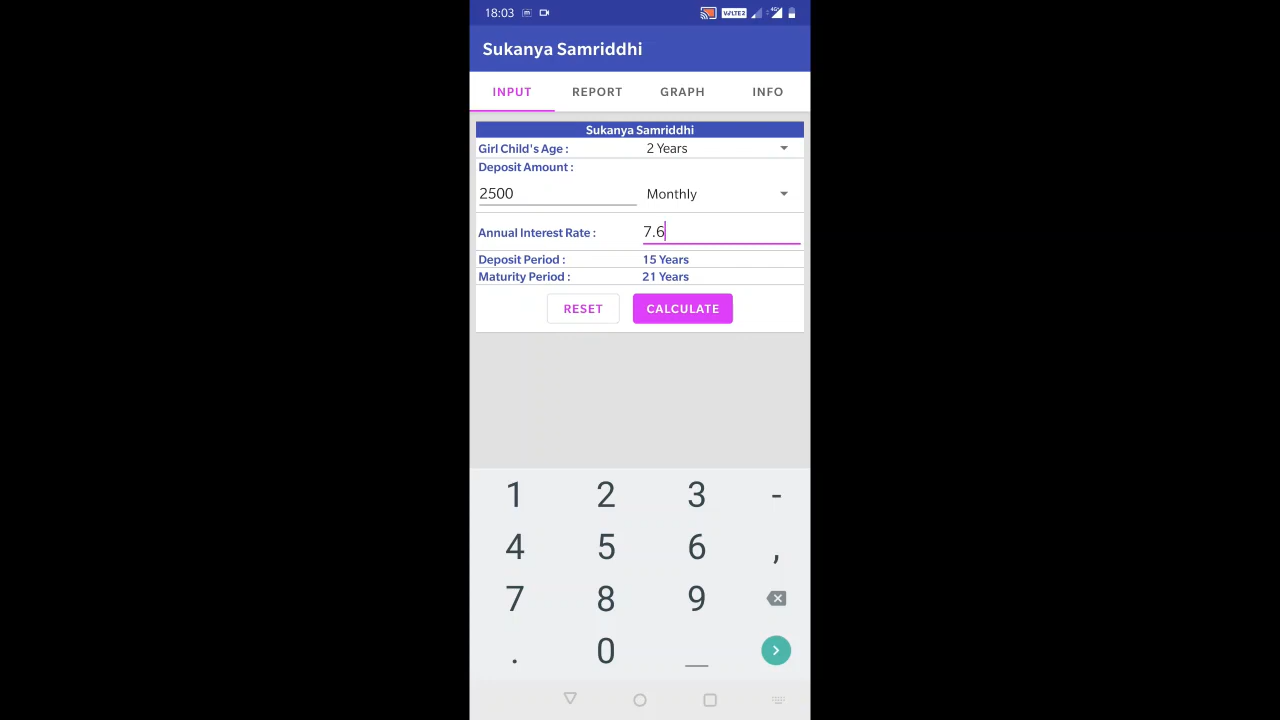 18:03 VoLTE2 4G
Sukanya Samriddhi
INPUT REPORT GRAPH INFO
Sukanya Samriddhi
Girl Child's Age : 2 Years
Deposit Amount :
2500 Monthly
Annual Interest Rate : 7.6
Deposit Period : 15 Years
Maturity Period : 21 Years
RESET CALCULATE
1 2 3 -
4 5 6 ,
7 8 9
. 0 _